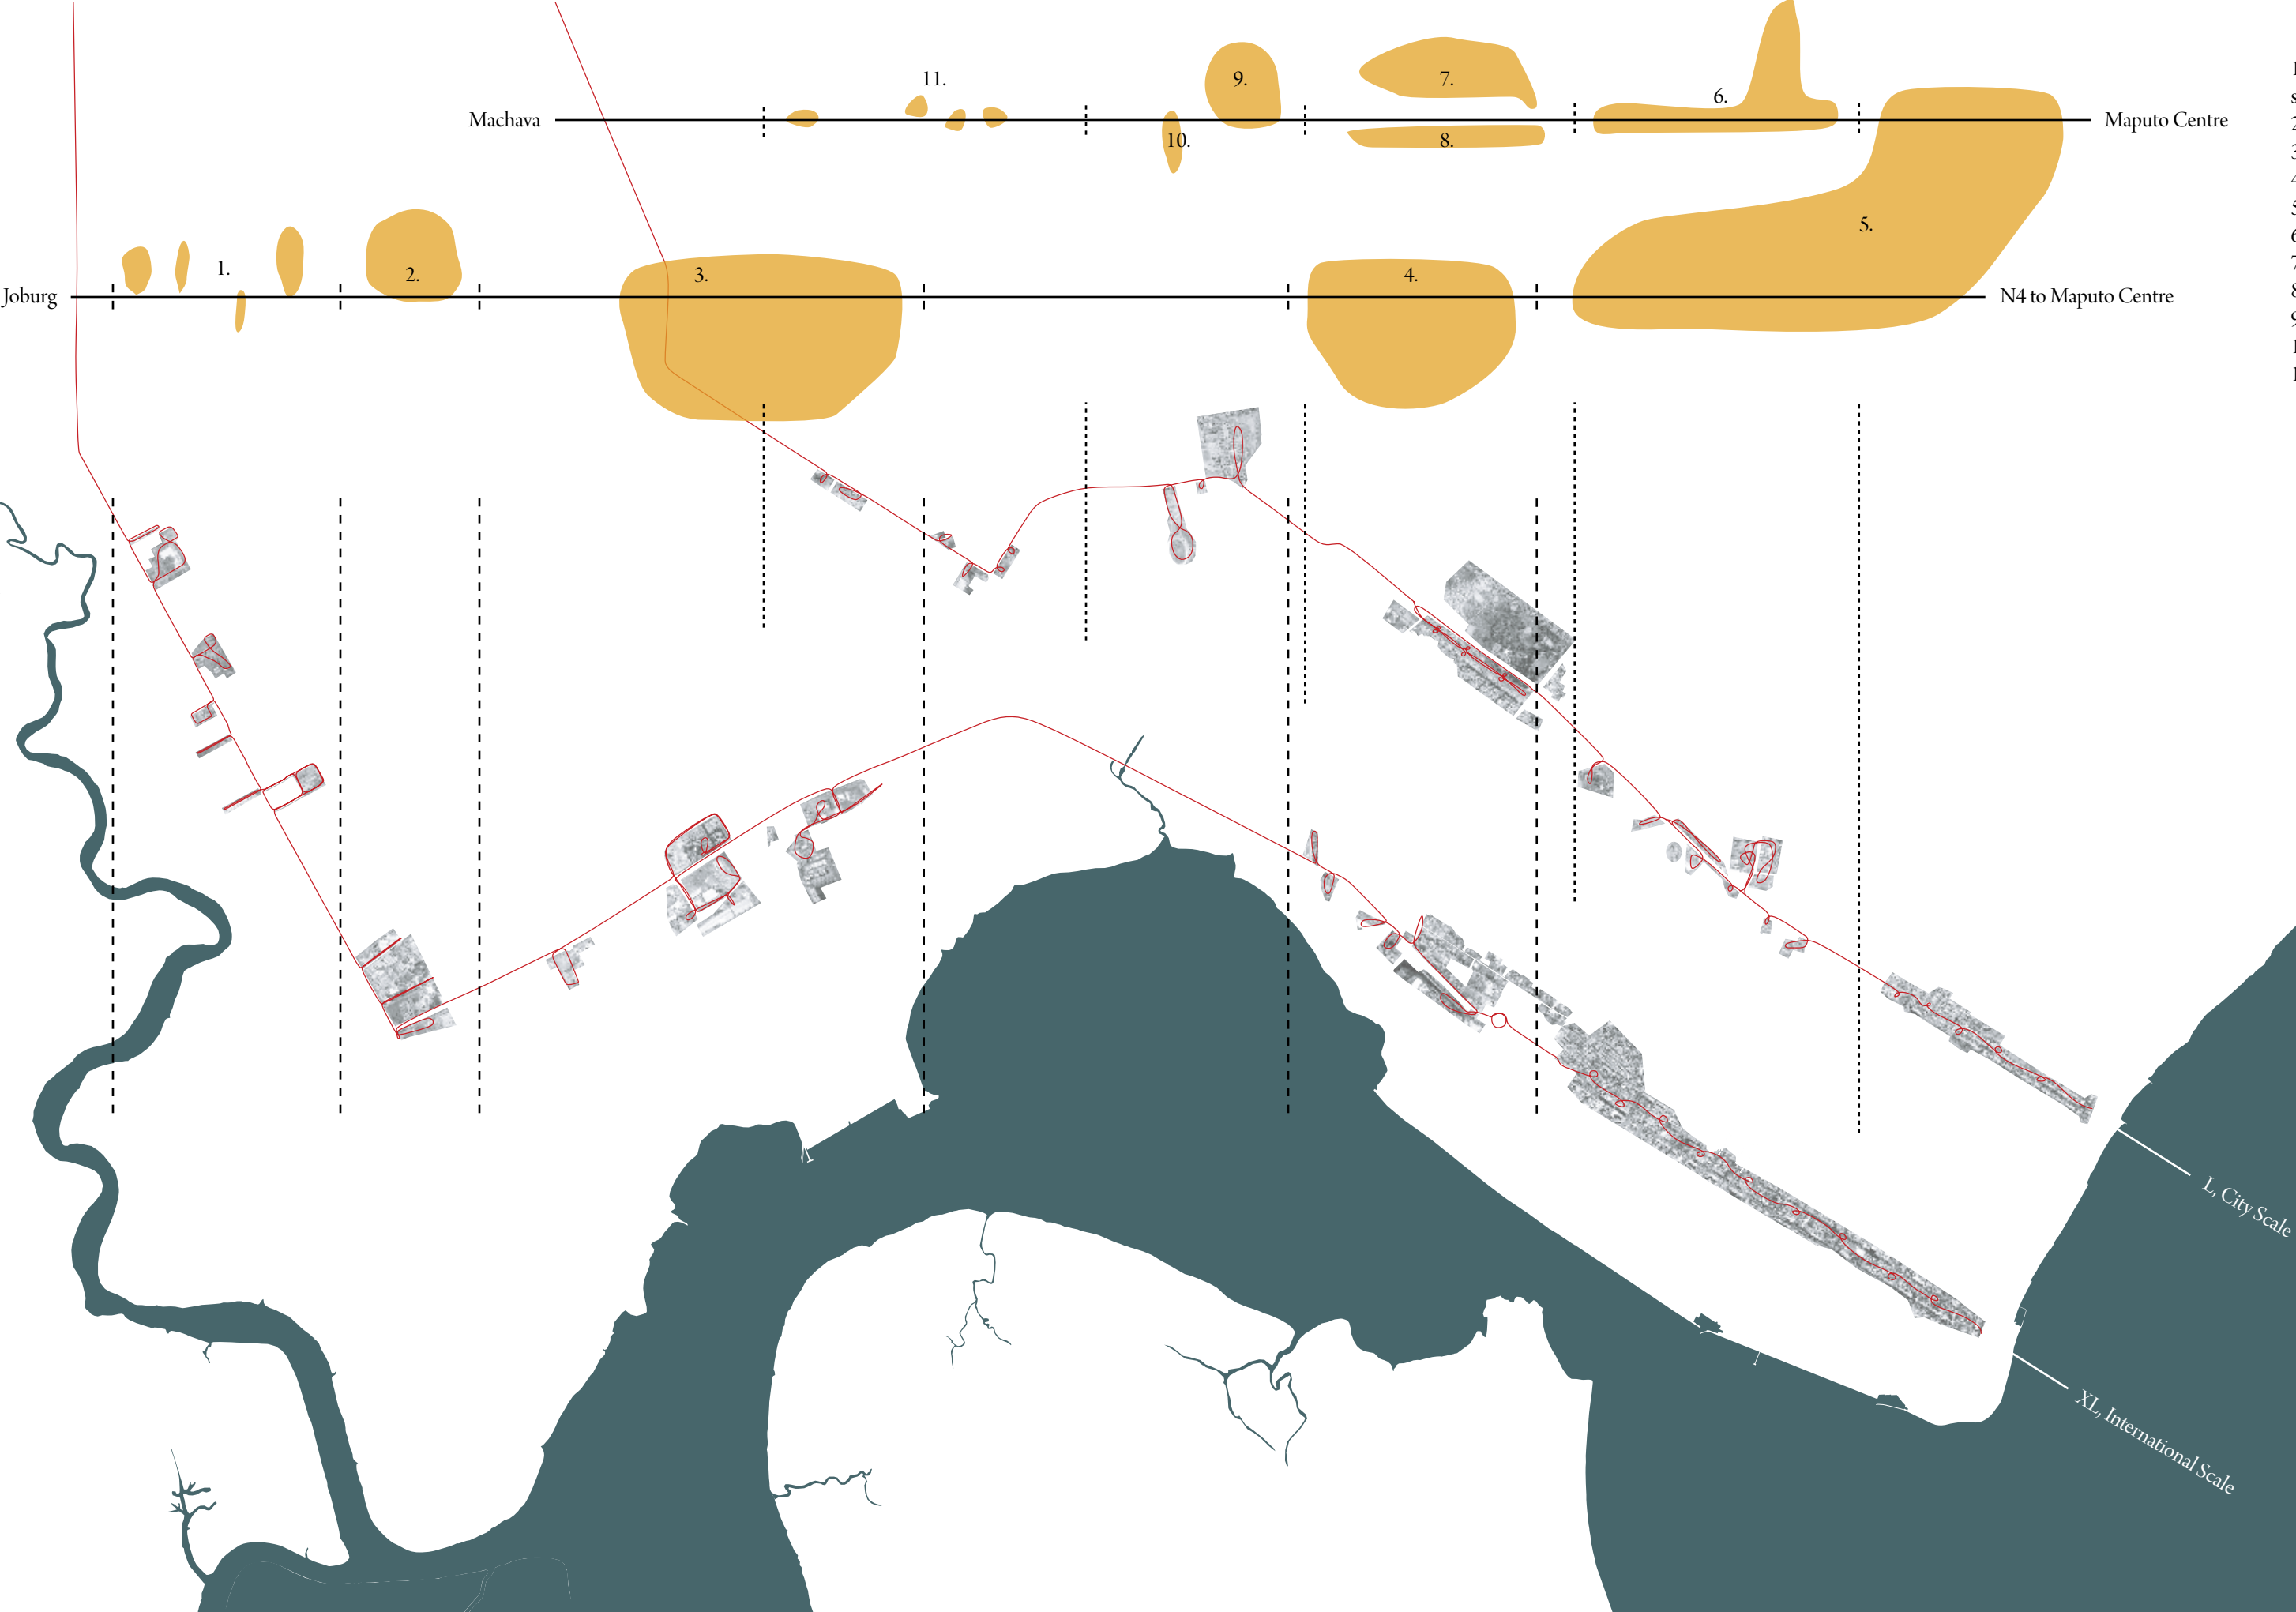 11.
9.
7.
6.
Machava
Maputo Centre
10.
8.
5.
1.
2.
3.
4.
Joburg
N4 to Maputo Centre
L, City Scale
XL, International Scale